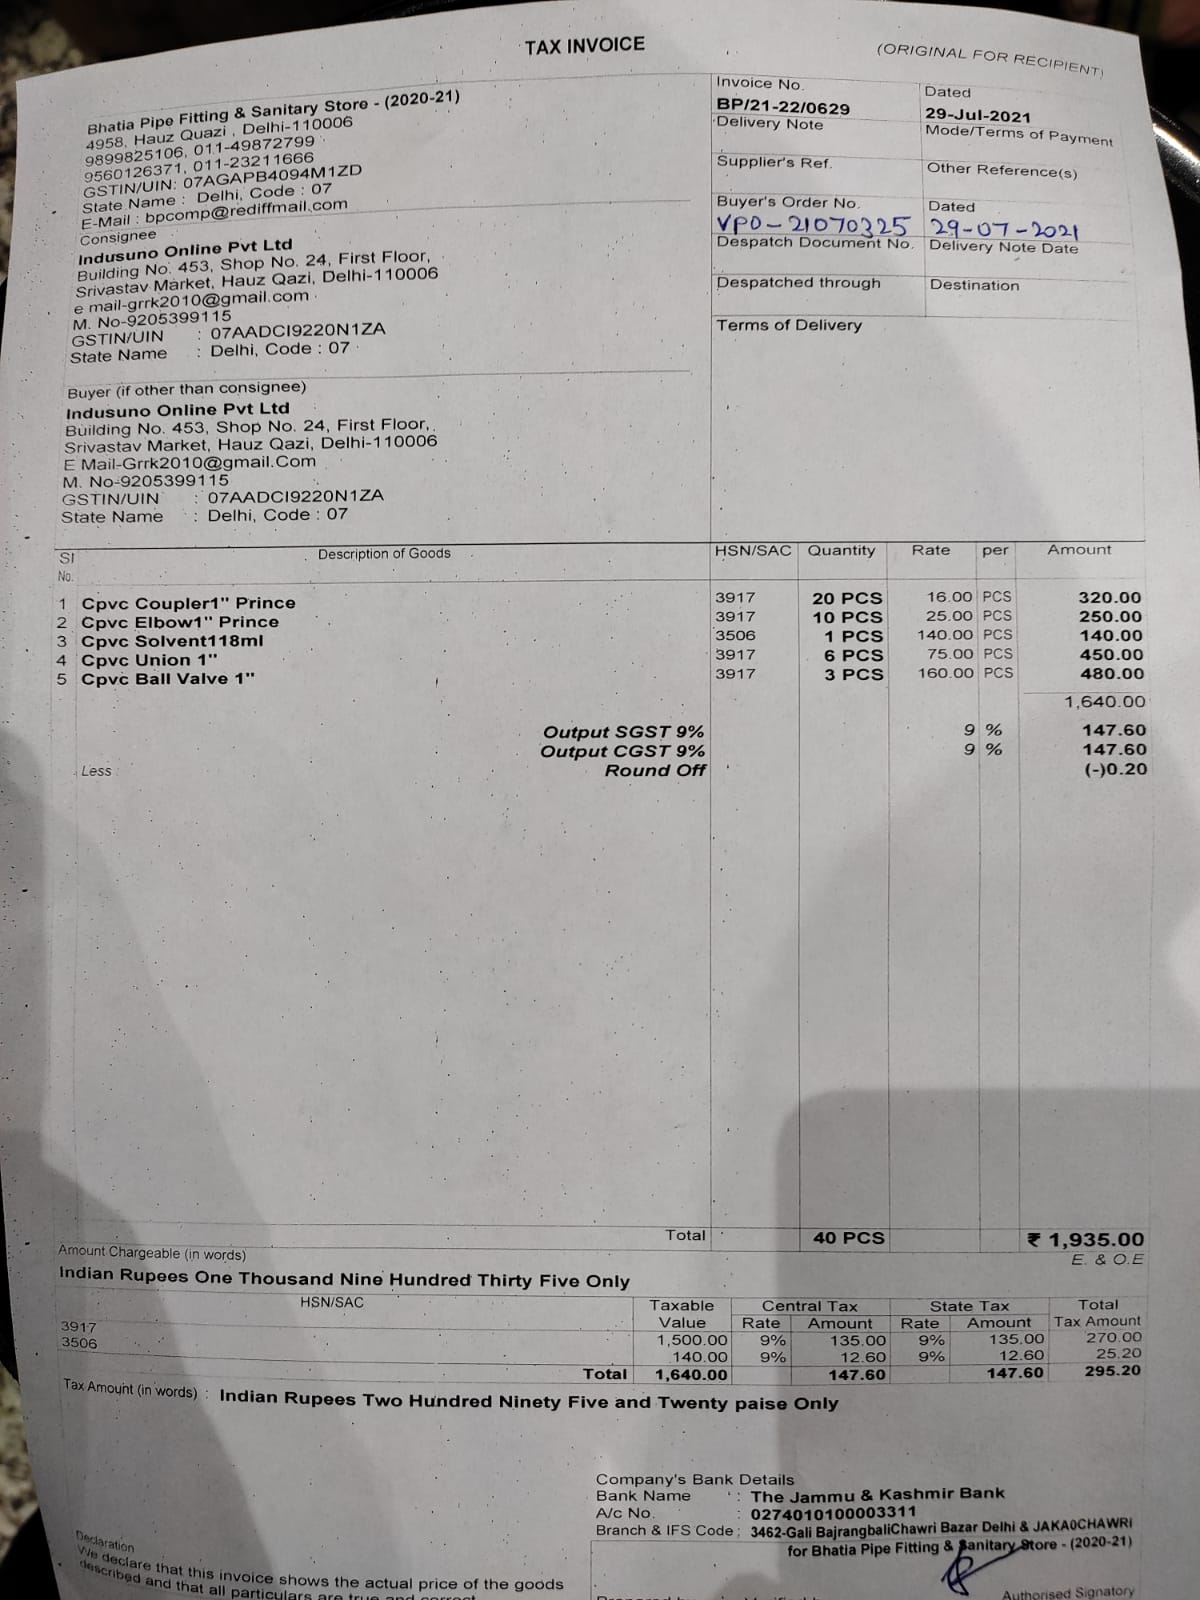 TAX INVOICE
(ORIGINAL FOR RECIPIENT)
Bhatia Pipe Fitting & Sanitary Store - (2020-21)
4958, Hauz Quazi , Delhi-110006
9899825106, 011-49872799
9560126371, 011-23211666
GSTIN/UIN: 07AGAPB4094M1ZD
State Name : Delhi, Code : 07
E-Mail : bpcomp@rediffmail.com
Invoice No. Dated
BP/21-22/0629 29-Jul-2021
Delivery Note Mode/Terms of Payment
Supplier's Ref. Other Reference(s)
Buyer's Order No. Dated
VPO-21070325 29-07-2021
Despatch Document No. Delivery Note Date
Despatched through Destination
Terms of Delivery
Consignee
Indusuno Online Pvt Ltd
Building No. 453, Shop No. 24, First Floor,
Srivastav Market, Hauz Qazi, Delhi-110006
e mail-grrk2010@gmail.com
M. No-9205399115
GSTIN/UIN : 07AADCI9220N1ZA
State Name : Delhi, Code : 07
Buyer (if other than consignee)
Indusuno Online Pvt Ltd
Building No. 453, Shop No. 24, First Floor,
Srivastav Market, Hauz Qazi, Delhi-110006
E Mail-Grrk2010@gmail.Com
M. No-9205399115
GSTIN/UIN : 07AADCI9220N1ZA
State Name : Delhi, Code : 07
Sl No. Description of Goods HSN/SAC Quantity Rate per Amount
1 Cpvc Coupler1" Prince 3917 20 PCS 16.00 PCS 320.00
2 Cpvc Elbow1" Prince 3917 10 PCS 25.00 PCS 250.00
3 Cpvc Solvent118ml 3506 1 PCS 140.00 PCS 140.00
4 Cpvc Union 1" 3917 6 PCS 75.00 PCS 450.00
5 Cpvc Ball Valve 1" 3917 3 PCS 160.00 PCS 480.00
1,640.00
Output SGST 9% 9 % 147.60
Output CGST 9% 9 % 147.60
Less : Round Off (-)0.20
Total 40 PCS ₹ 1,935.00
Amount Chargeable (in words) E. & O.E
Indian Rupees One Thousand Nine Hundred Thirty Five Only
HSN/SAC Taxable Central Tax State Tax Total
Value Rate Amount Rate Amount Tax Amount
3917 1,500.00 9% 135.00 9% 135.00 270.00
3506 140.00 9% 12.60 9% 12.60 25.20
Total 1,640.00 147.60 147.60 295.20
Tax Amount (in words) : Indian Rupees Two Hundred Ninety Five and Twenty paise Only
Company's Bank Details
Bank Name : The Jammu & Kashmir Bank
A/c No. : 0274010100003311
Branch & IFS Code : 3462-Gali BajrangbaliChawri Bazar Delhi & JAKA0CHAWRI
for Bhatia Pipe Fitting & Sanitary Store - (2020-21)
Declaration
We declare that this invoice shows the actual price of the goods
described and that all particulars are true and correct
Authorised Signatory